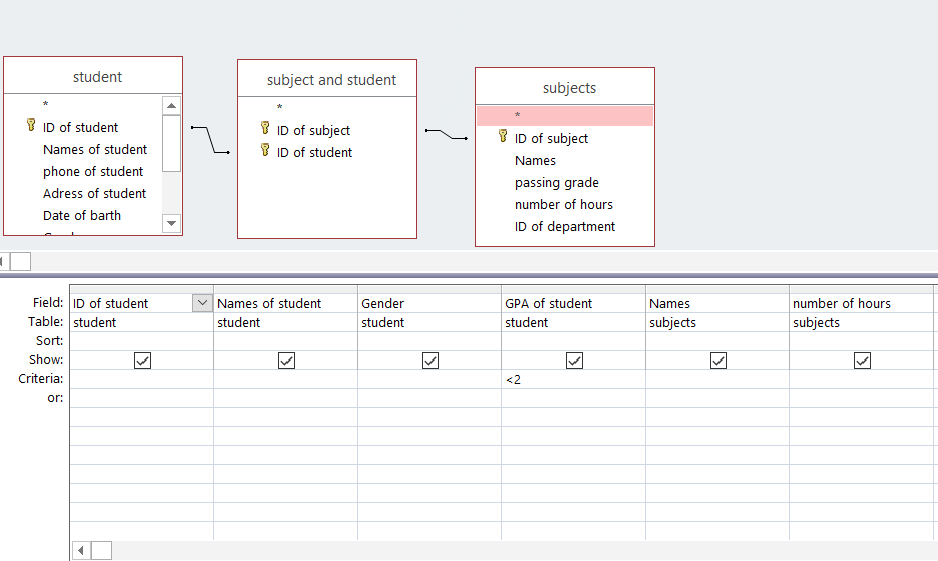 student
*
ID of student
Names of student
phone of student
Adress of student
Date of barth
subject and student
*
ID of subject
ID of student
subjects
*
ID of subject
Names
passing grade
number of hours
ID of department
Field: ID of student Names of student Gender GPA of student Names number of hours
Table: student student student student subjects subjects
Sort:
Show:
Criteria: <2
or: